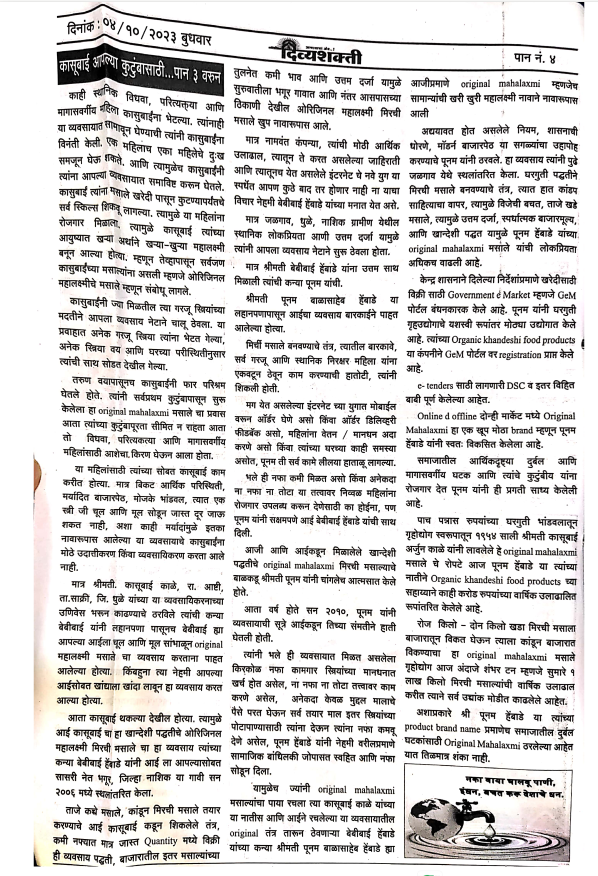 दिनांक: ०४/१०/२०२३ बुधवार
दिव्यशक्ती
पान नं. ४
कासूबाई आपल्या कुटुंबासाठी...पान ३ वरुन
काही स्थानिक विधवा, परित्यक्त्या आणि
मागासवर्गीय महिला कासुबाईंना भेटल्या. त्यांनाही
या व्यवसायात सामावून घेण्याची त्यांनी कासुबाईंना
विनंती केली. एक महिलाच एका महिलेचे दुःख
समजून घेऊ शकते. आणि त्यामुळेच कासुबाईंनी
त्यांना आपल्या व्यवसायात समाविष्ट करून घेतले.
कासुबाई त्यांना मसाले खरेदी पासून कुटण्यापर्यंतचे
सर्व स्किल्स शिकवू लागल्या. त्यामुळे या महिलांना
रोजगार मिळाला. त्यामुळे कासूबाई त्यांच्या
आयुष्यात खऱ्या अर्थाने खऱ्या-खुऱ्या महालक्ष्मी
बनून आल्या होत्या. म्हणून तेव्हापासून सर्वजण
कासुबाईंच्या मसाल्यांना असली म्हणजे ओरिजिनल
महालक्ष्मीचे मसाले म्हणून संबोधू लागले.
कासुबाईंनी ज्या मिळतील त्या गरजू स्त्रियांच्या
मदतीने आपला व्यवसाय नेटाने चालू ठेवला. या
प्रवाहात अनेक गरजू स्त्रिया त्यांना भेटत गेल्या,
अनेक स्त्रिया वय आणि घरच्या परीस्थितीनुसार
त्यांची साथ सोडत देखील गेल्या.
तरुण वयापासूनच कासुबाईंनी फार परिश्रम
घेतले होते. त्यांनी सर्वप्रथम कुटुंबापासून सुरू
केलेला हा original mahalaxmi मसाले चा प्रवास
आता त्यांच्या कुटुंबापूरता सीमित न राहता आता
तो विधवा, परित्यकत्या आणि मागासवर्गीय
महिलांसाठी आशेचा.किरण घेऊन आला होता.
या महिलांसाठी त्यांच्या सोबत कासूबाई काम
करीत होत्या. मात्र बिकट आर्थिक परिस्थिती,
मर्यादित बाजारपेठ, मोजके भांडवल, त्यात एक
स्त्री जी चूल आणि मूल सोडून जास्त दूर जाऊ
शकत नाही, अशा काही मर्यादांमुळे इतका
नावारूपास आलेल्या या व्यवसायाचे कासुबाईंना
मोठे उदात्तीकरण किंवा व्यवसायिकरण करता आले
नाही.
मात्र श्रीमती. कासूबाई काळे, रा. आष्टी,
ता.साक्री, जि. धुळे यांच्या या व्यवसायिकरनाच्या
उणिवेस भरून काढण्याचे ठरविले त्यांची कन्या
बेबीबाई यांनी लहानपणा पासूनच बेबीबाई ह्या
आपल्या आईला चूल आणि मूल सांभाळून original
महालक्ष्मी मसाले चा व्यवसाय करताना पाहत
आलेल्या होत्या. किंबहुना त्या नेहमी आपल्या
आईसोबत खांद्याला खांदा लावून हा व्यवसाय करत
आल्या होत्या.
आता कासूबाई थकल्या देखील होत्या. त्यामुळे
आई कासूबाई चा हा खान्देशी पद्धतीचे ओरिजिनल
महालक्ष्मी मिरची मसाले चा हा व्यवसाय त्यांच्या
कन्या बेबीबाई हेंबाडे यांनी आई ला आपल्यासोबत
सासरी नेत भगूर, जिल्हा नाशिक या गावी सन
२००६ मध्ये स्थलांतरित केला.
ताजे कच्चे मसाले, कांडून मिरची मसाले तयार
करण्याचे आई कासूबाई कडून शिकलेले तंत्र,
कमी नफ्यात मात्र जास्त Quantity मध्ये विक्री
ही व्यवसाय पद्धती, बाजारातील इतर मसाल्यांच्या
तुलनेत कमी भाव आणि उत्तम दर्जा यामुळे
सुरुवातीला भगूर गावात आणि नंतर आसपासच्या
ठिकाणी देखील ओरिजिनल महालक्ष्मी मिरची
मसाले खुप नावारूपास आले.
मात्र नामवंत कंपन्या, त्यांची मोठी आर्थिक
उलाढाल, त्यातून ते करत असलेल्या जाहिराती
आणि त्यातूनच येत असलेले इंटरनेट चे नवे युग या
स्पर्धेत आपण कुठे बाद तर होणार नाही ना याचा
विचार नेहमी बेबीबाई हेंबाडे यांच्या मनात येत असे.
मात्र जळगाव, धुळे, नाशिक ग्रामीण येथील
स्थानिक लोकप्रियता आणी उत्तम दर्जा यामुळे
त्यांनी आपला व्यवसाय नेटाने सुरू ठेवला होता.
मात्र श्रीमती बेबीबाई हेंबाडे यांना उत्तम साथ
मिळाली त्यांची कन्या पूनम यांची.
श्रीमती पूनम बाळासाहेब हेंबाडे या
लहानपणापासून आईचा व्यवसाय बारकाईने पाहत
आलेल्या होत्या.
मिर्ची मसाले बनवण्याचे तंत्र, त्यातील बारकावे,
सर्व गरजू आणि स्थानिक निरक्षर महिला यांना
एकवटून ठेवून काम करण्याची हातोटी, त्यांनी
शिकली होती.
मग येत असलेल्या इंटरनेट च्या युगात मोबाईल
वरून ऑर्डर घेणे असो किंवा ऑर्डर डिलिव्हरी
फीडबॅक असो, महिलांना वेतन / मानधन अदा
करणे असो किंवा त्यांच्या घरच्या काही समस्या
असोत, पूनम ती सर्व कामे लीलया हाताळू लागल्या.
भले ही नफा कमी मिळत असो किंवा अनेकदा
ना नफा ना तोटा या तत्वावर निव्वळ महिलांना
रोजगार उपलब्ध करून देणेसाठी का होईना, पण
पूनम यांनी सक्षमपणे आई बेबीबाई हेंबाडे यांची साथ
दिली.
आजी आणि आईकडून मिळालेले खान्देशी
पद्धतीचे original mahalaxmi मिरची मसाल्याचे
बाळकडू श्रीमती पूनम यांनी चांगलेच आत्मसात केले
होते.
आता वर्ष होते सन २०१०, पूनम यांनी
व्यवसायाची सूत्रे आईकडून तिच्या संमतीने हाती
घेतली होती.
त्यांनी भले ही व्यवसायात मिळत असलेला
किरकोळ नफा कामगार स्त्रियांच्या मानधनात
खर्च होत असेल, ना नफा ना तोटा तत्त्वावर काम
करणे असेल, अनेकदा केवळ मुद्दल मालाचे
पैसे परत घेऊन सर्व तयार माल इतर स्त्रियांच्या
पोटापाण्यासाठी त्यांना देऊन त्यांना नफा कमवू
देणे असेल, पूनम हेंबाडे यांनी नेहमी वरीलप्रमाणे
सामाजिक बांधिलकी जोपासत स्वहित आणि नफा
सोडून दिला.
यामुळेच ज्यांनी original mahalaxmi
मसाल्यांचा पाया रचला त्या कासूबाई काळे यांच्या
या नातीस आणि आईने रचलेल्या या व्यवसायातील
original तंत्र तारून ठेवणाऱ्या बेबीबाई हेंबाडे
यांच्या कन्या श्रीमती पूनम बाळासाहेब हेंबाडे ह्या
आजीप्रमाणे original mahalaxmi म्हणजेच
सामान्यांची खरी खुरी महालक्ष्मी नावाने नावारूपास
आली
अद्ययावत होत असलेले नियम, शासनाची
धोरणे, मॉडर्न बाजारपेठ या सगळ्यांचा उहापोह
करण्याचे पूनम यांनी ठरवले. हा व्यवसाय त्यांनी पुढे
जळगाव येथे स्थलांतरित केला. घरगुती पद्धतीने
मिरची मसाले बनवण्याचे तंत्र, त्यात हात कांडप
साहित्याचा वापर, त्यामुळे विजेची बचत, ताजे खडे
मसाले, त्यामुळे उत्तम दर्जा, स्पर्धात्मक बाजारमूल्य,
आणि खान्देशी पद्धत यामुळे पूनम हेंबाडे यांच्या
original mahalaxmi मसाले यांची लोकप्रियता
अधिकच वाढली आहे.
केन्द्र शासनाने दिलेल्या निर्देशांप्रमाणे खरेदीसाठी
विक्री साठी Government é Market म्हणजे GeM
पोर्टल बंधनकारक केले आहे. पूनम यांनी घरगुती
गृहउद्योगाचे यशस्वी रूपांतर मोठ्या उद्योगात केले
आहे. त्यांच्या Organic khandeshi food products
या कंपनीने GeM पोर्टल वर registration प्राप्त केले
आहे.
e- tenders साठी लागणारी DSC व इतर विहित
बाबी पूर्ण केल्या आहेत.
Online d offline दोन्ही मार्केट मध्ये Original
Mahalaxmi हा एक खूप मोठा brand म्हणून पूनम
हेंबाडे यांनी स्वतः विकसित केलेला आहे.
समाजातील आर्थिकदृष्ट्या दुर्बल आणि
मागासवर्गीय घटक आणि त्यांचे कुटुंबीय यांना
रोजगार देत पूनम यांनी ही प्रगती साध्य केलेली
आहे.
पाच पन्नास रुपयांच्या घरगुती भांडवलातून
गृहोद्योग स्वरूपातून १९५४ साली श्रीमती कासूबाई
अर्जुन काळे यांनी लावलेले हे original mahalaxmi
मसाले चे रोपटे आज पूनम हेंबाडे या त्यांच्या
नातीने Organic khandeshi food products च्या
सहाय्याने काही करोड रुपयांच्या वार्षिक उलाढालित
रूपांतरित केलेले आहे.
रोज किलो - दोन किलो खडा मिरची मसाला
बाजारातून विकत घेऊन त्याला कांडून बाजारात
विकण्याचा हा original mahalaxmi मसाले
गृहोद्योग आज अंदाजे शंभर टन म्हणजे सुमारे १
लाख किलो मिरची मसाल्यांची वार्षिक उलाढाल
करीत त्याने सर्व उद्यांक मोडीत काढलेले आहेत.
अशाप्रकारे श्री पूनम हेंबाडे या त्यांच्या
product brand name प्रमाणेच समाजातील दुर्बल
घटकांसाठी Original Mahalaxmi ठरलेल्या आहेत
यात तिळमात्र शंका नाही.
नका वाया घालवू पाणी,
इंधन, बचत करू देशाचे धन.